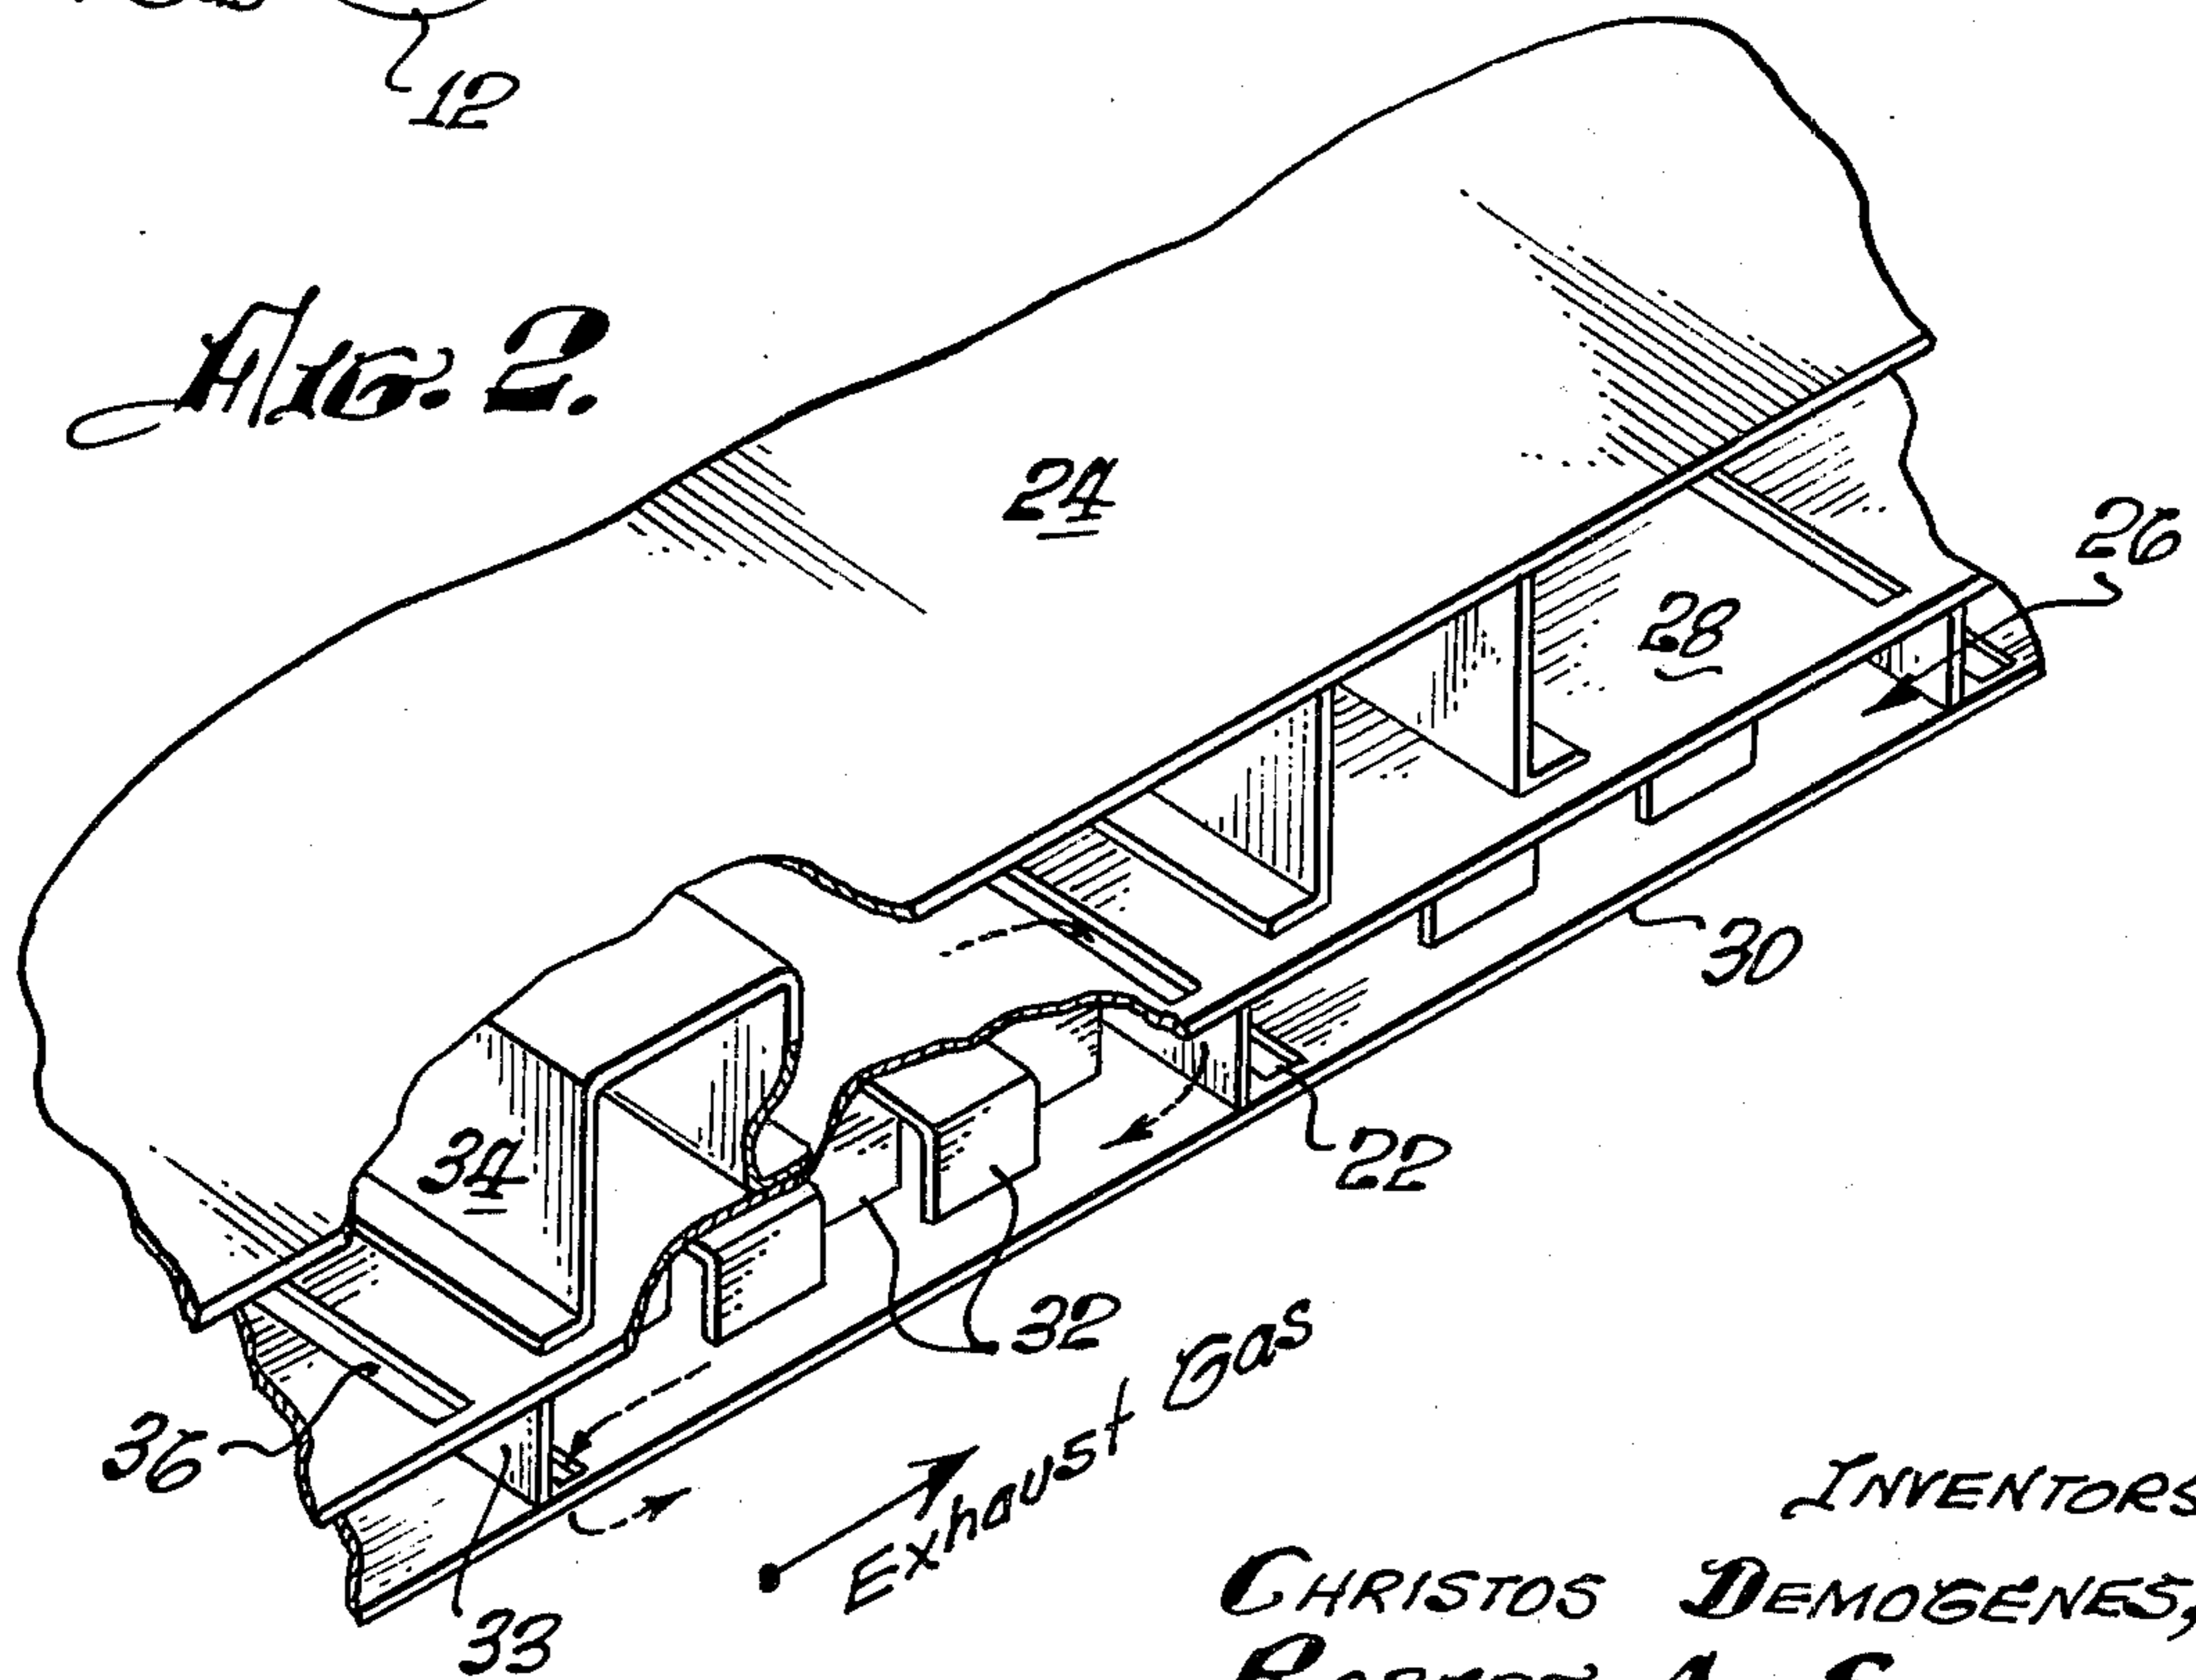 12
Fig. 2.
24
26
28
30
22
34
32
36
33
Exhaust Gas
INVENTORS
CHRISTOS DEMOGENES,